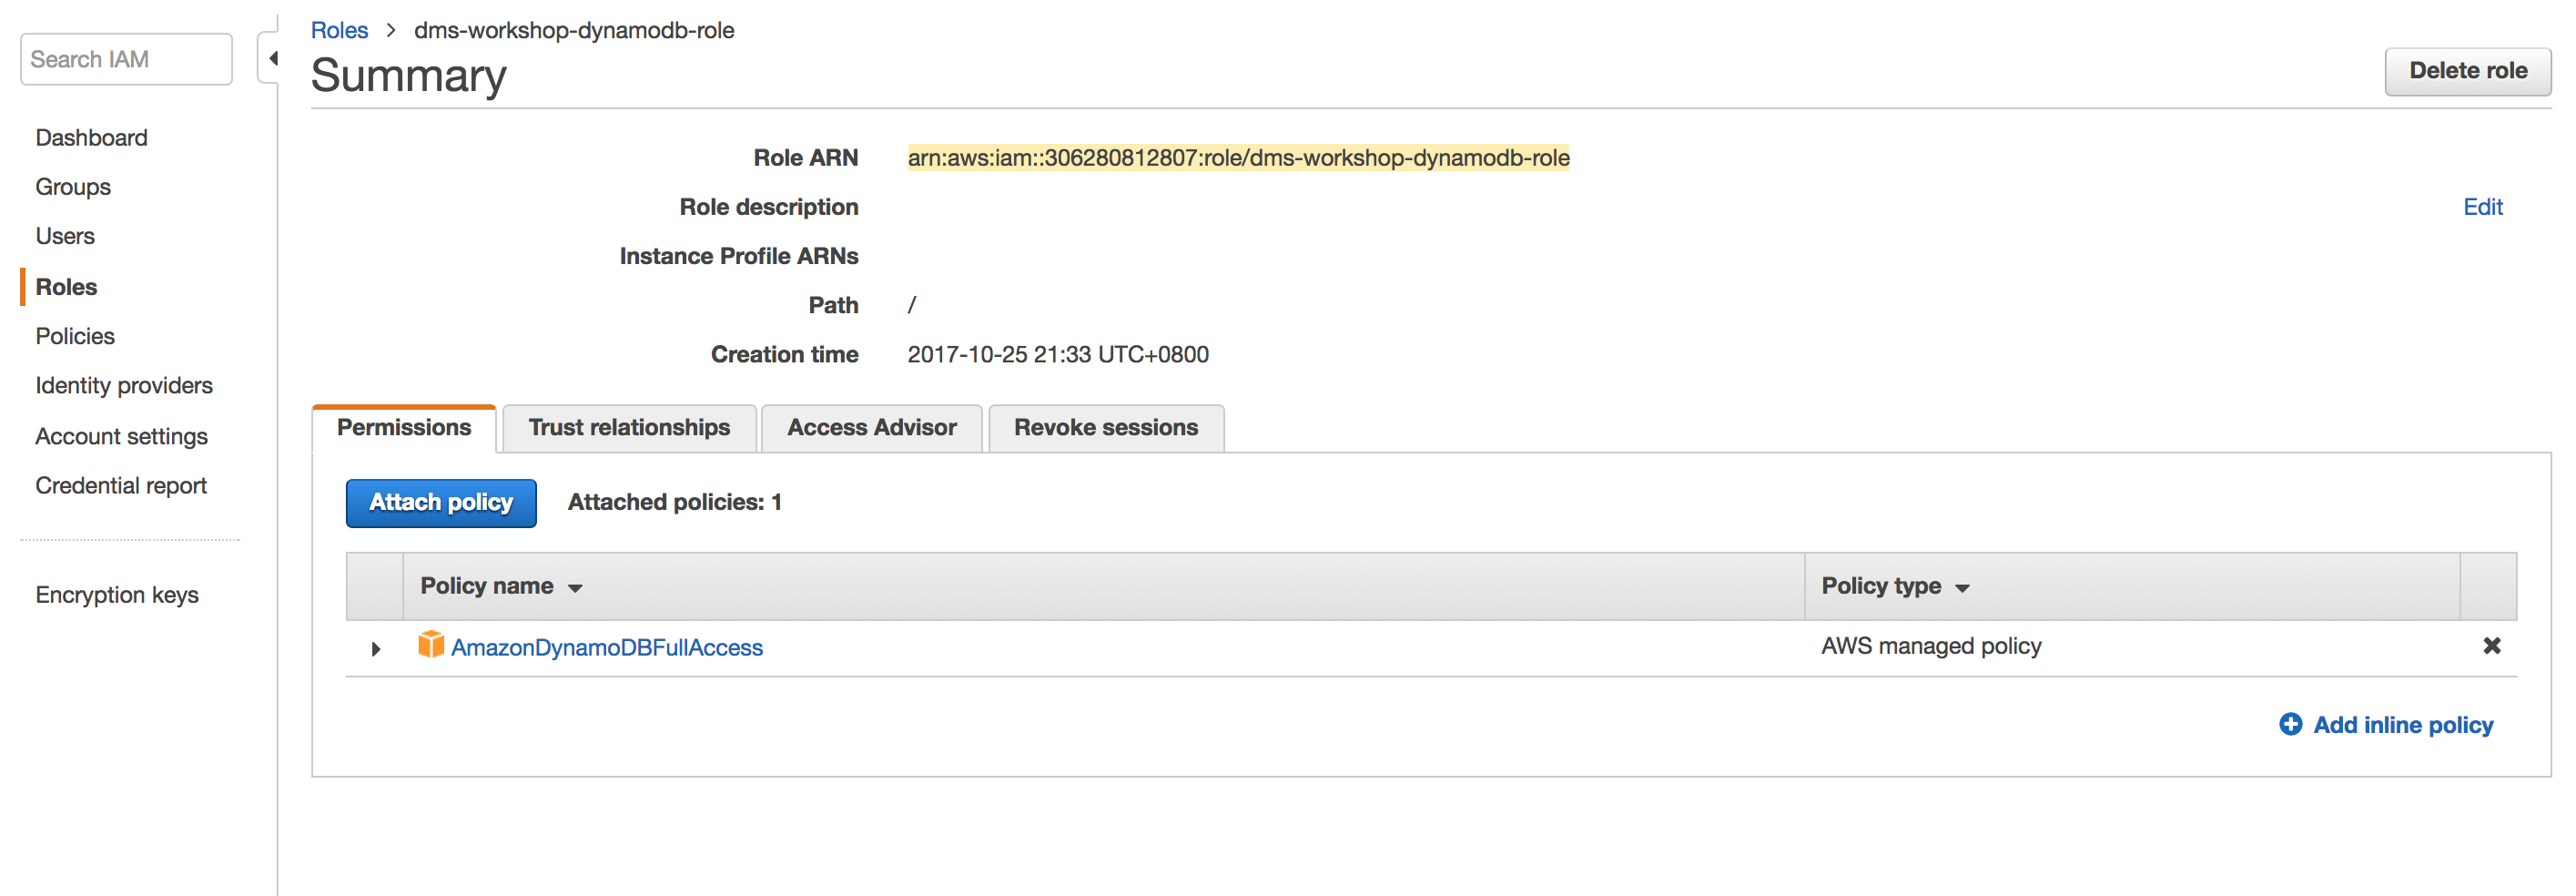 Search IAM
Dashboard
Groups
Users
Roles
Policies
Identity providers
Account settings
Credential report
Encryption keys
Roles > dms-workshop-dynamodb-role
Summary
Delete role
Role ARN arn:aws:iam::306280812807:role/dms-workshop-dynamodb-role
Role description Edit
Instance Profile ARNs
Path /
Creation time 2017-10-25 21:33 UTC+0800
Permissions Trust relationships Access Advisor Revoke sessions
Attach policy Attached policies: 1
Policy name Policy type
AmazonDynamoDBFullAccess AWS managed policy
Add inline policy